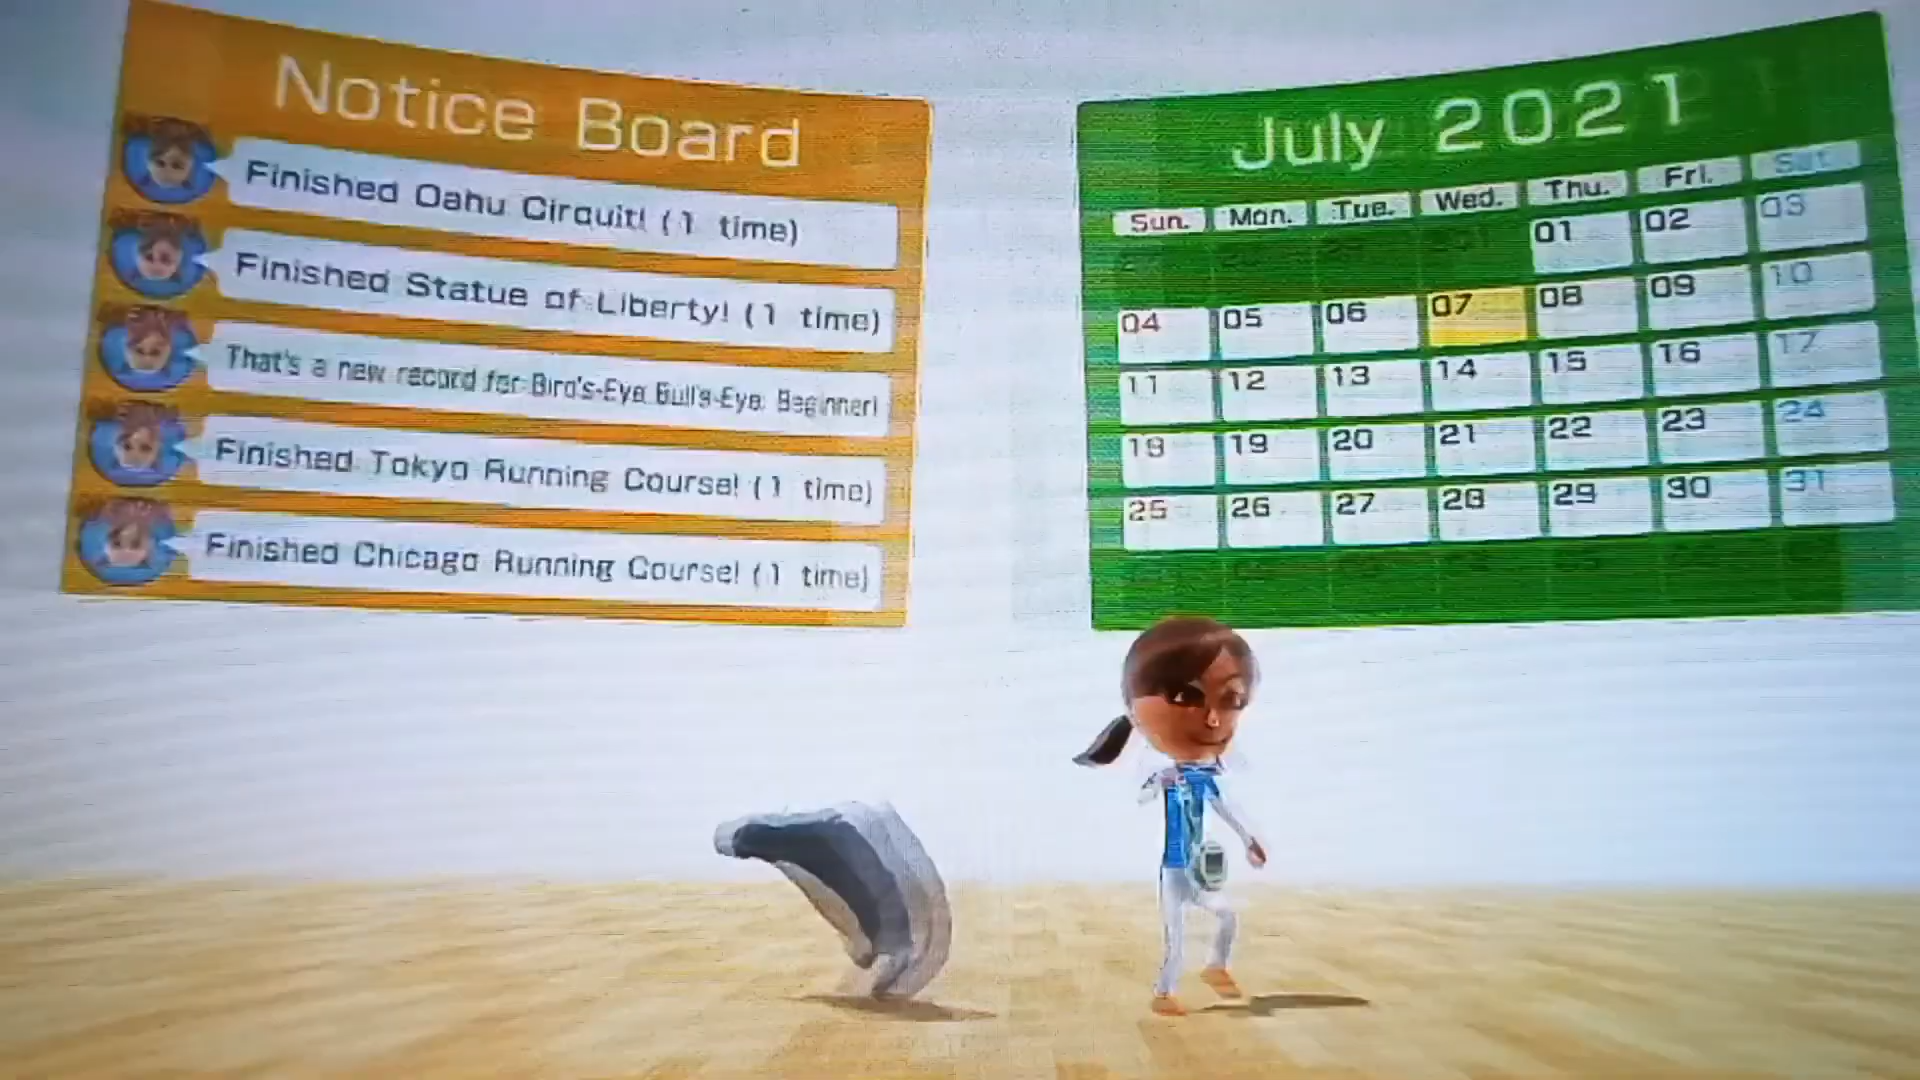 Notice Board
Finished Oahu Circuit! (1 time)
Finished Statue of Liberty! (1 time)
That's a new record for Bird's-Eye Bull's-Eye: Beginner!
Finished Tokyo Running Course! (1 time)
Finished Chicago Running Course! (1 time)
July 2021
Sun. Mon. Tue. Wed. Thu. Fri. Sat.
01 02 03
04 05 06 07 08 09 10
11 12 13 14 15 16 17
18 19 20 21 22 23 24
25 26 27 28 29 30 31